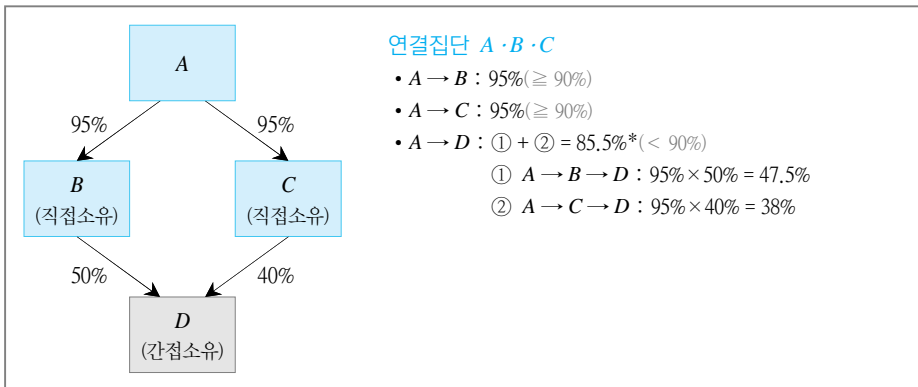 A
95%
95%
B
(직접소유)
C
(직접소유)
50%
40%
D
(간접소유)
연결집단 A·B·C
• A → B : 95%(≧ 90%)
• A → C : 95%(≧ 90%)
• A → D : ① + ② = 85.5%*(< 90%)
① A → B → D : 95%×50% = 47.5%
② A → C → D : 95%×40% = 38%